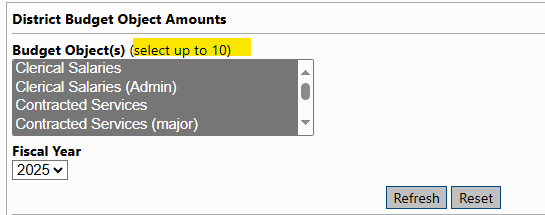 District Budget Object Amounts
Budget Object(s) (select up to 10)
Clerical Salaries
Clerical Salaries (Admin)
Contracted Services
Contracted Services (major)
Fiscal Year
2025
Refresh Reset